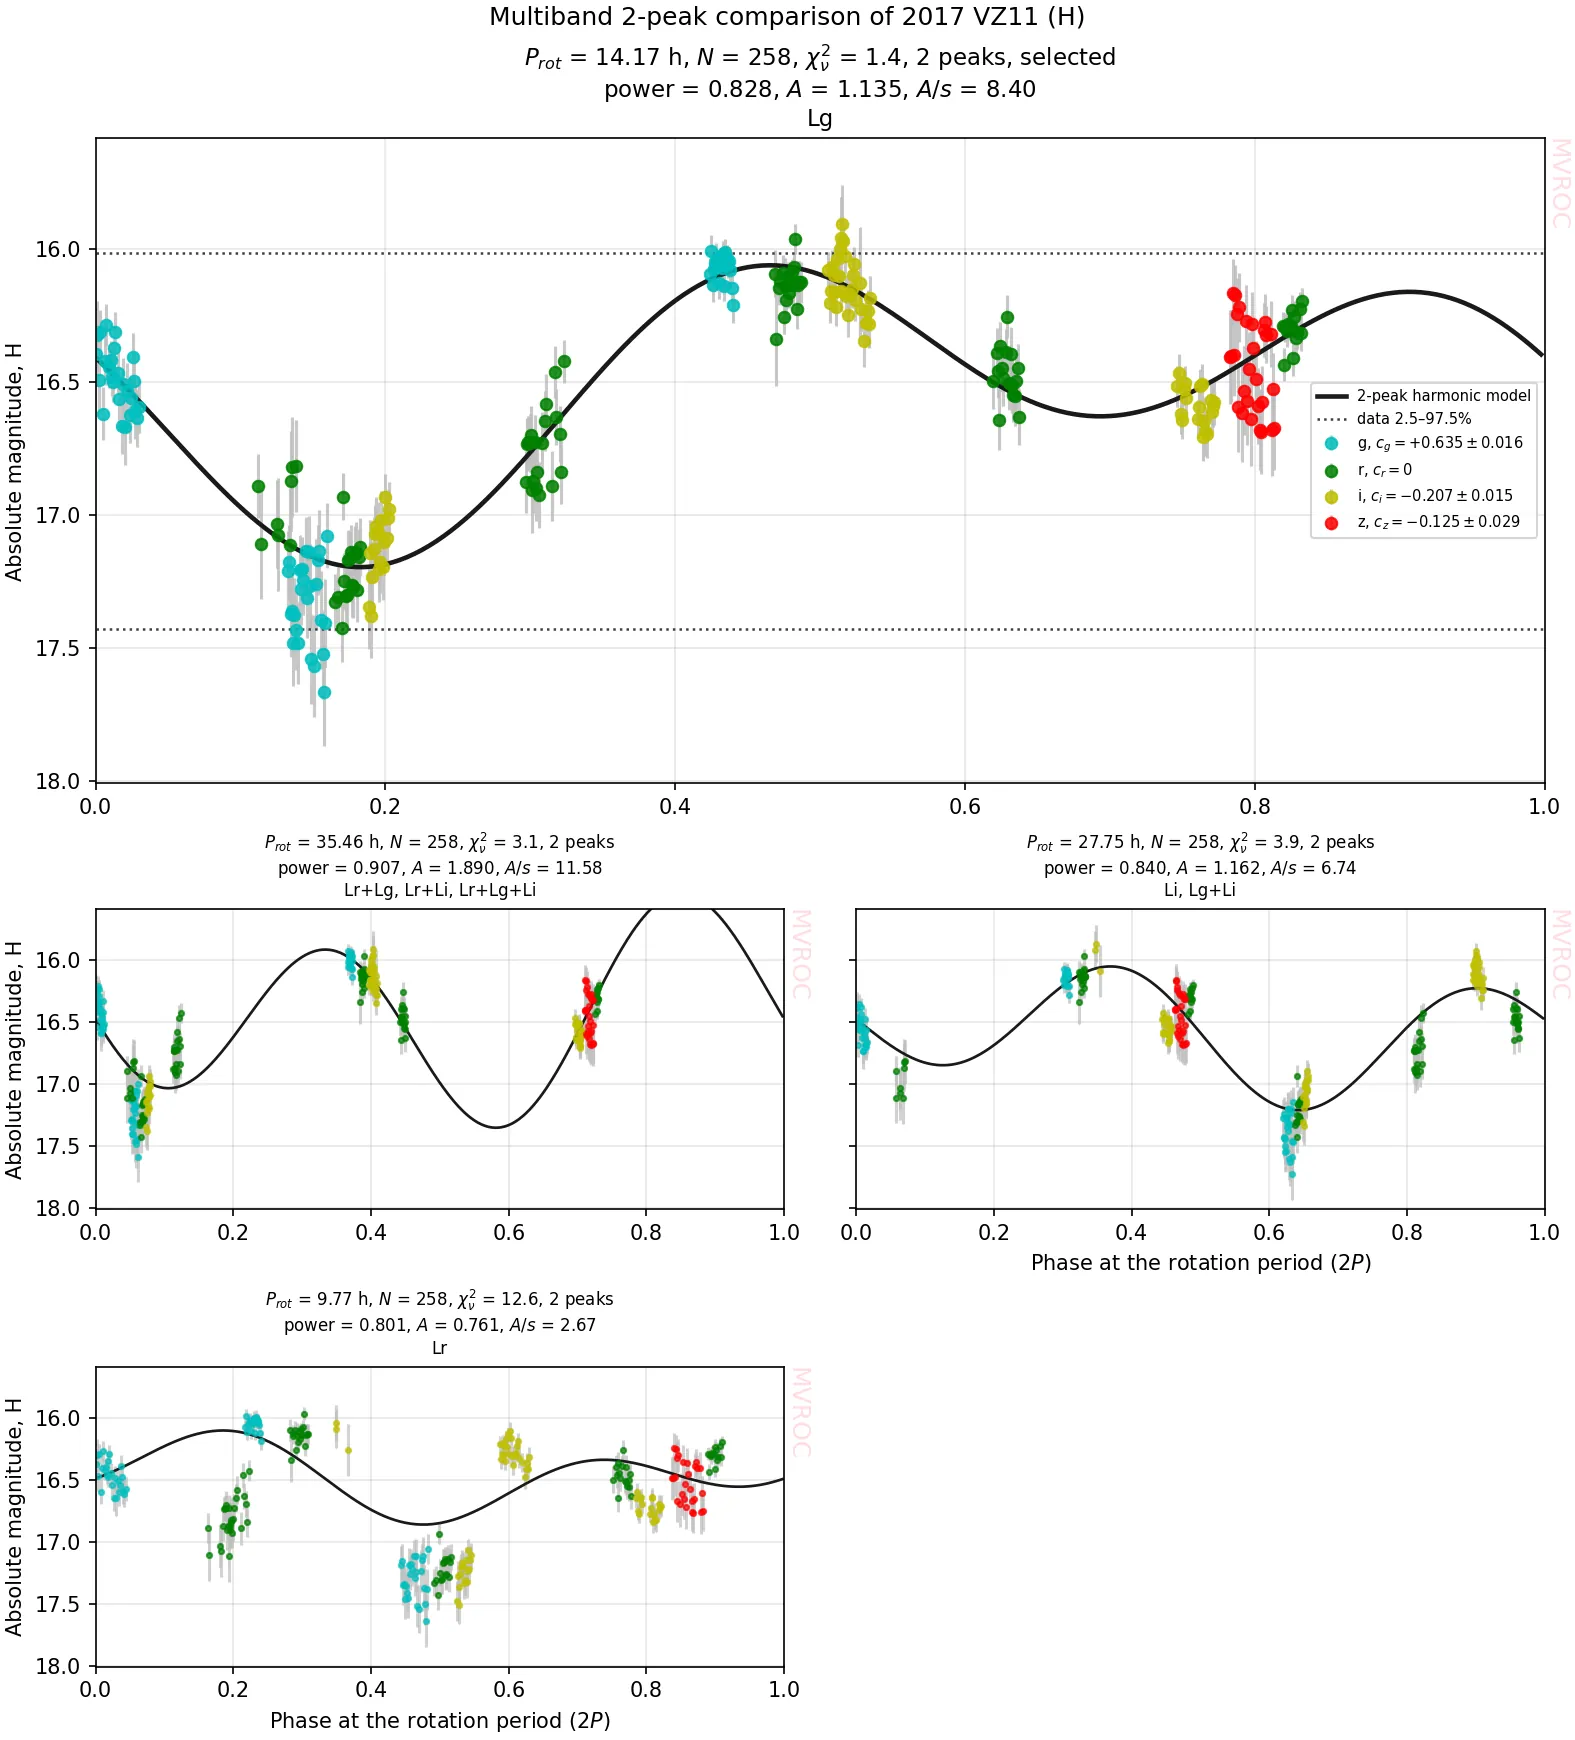 Multiband 2-peak comparison of 2017 VZ11 (H)
P_rot = 14.17 h, N = 258, χ²_ν = 1.4, 2 peaks, selected
power = 0.828, A = 1.135, A/s = 8.40
Lg
MVROC
Absolute magnitude, H
16.0
16.5
17.0
17.5
18.0
2-peak harmonic model
data 2.5–97.5%
g, c_g = +0.635 ± 0.016
r, c_r = 0
i, c_i = −0.207 ± 0.015
z, c_z = −0.125 ± 0.029
0.0 0.2 0.4 0.6 0.8 1.0
P_rot = 35.46 h, N = 258, χ²_ν = 3.1, 2 peaks
power = 0.907, A = 1.890, A/s = 11.58
Lr+Lg, Lr+Li, Lr+Lg+Li
MVROC
Absolute magnitude, H
16.0
16.5
17.0
17.5
18.0
0.0 0.2 0.4 0.6 0.8 1.0
P_rot = 27.75 h, N = 258, χ²_ν = 3.9, 2 peaks
power = 0.840, A = 1.162, A/s = 6.74
Li, Lg+Li
MVROC
0.0 0.2 0.4 0.6 0.8 1.0
Phase at the rotation period (2P)
P_rot = 9.77 h, N = 258, χ²_ν = 12.6, 2 peaks
power = 0.801, A = 0.761, A/s = 2.67
Lr
MVROC
Absolute magnitude, H
16.0
16.5
17.0
17.5
18.0
0.0 0.2 0.4 0.6 0.8 1.0
Phase at the rotation period (2P)